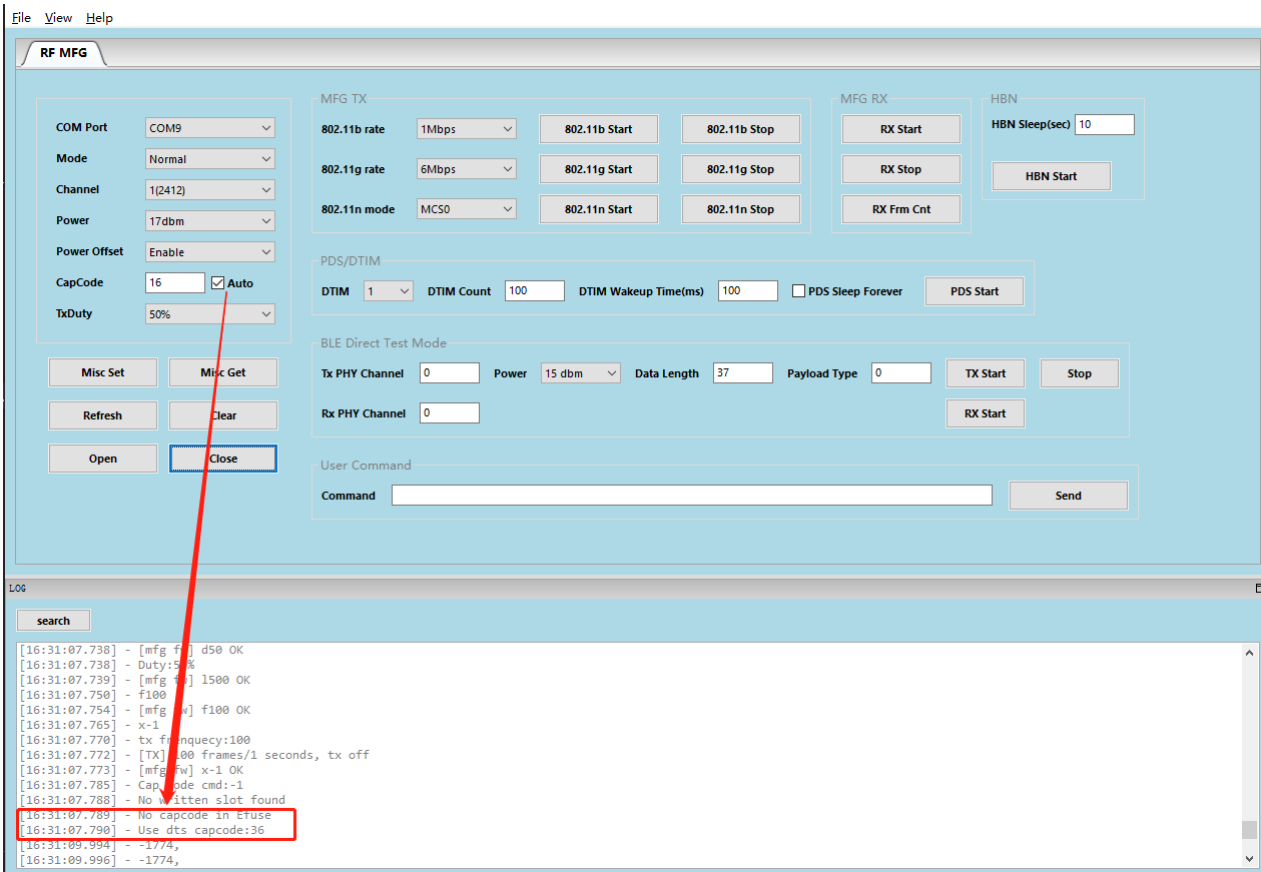 File View Help
RF MFG
COM Port COM9
Mode Normal
Channel 1(2412)
Power 17dbm
Power Offset Enable
CapCode 16 Auto
TxDuty 50%
Misc Set Misc Get
Refresh Clear
Open Close
MFG TX
802.11b rate 1Mbps 802.11b Start 802.11b Stop
802.11g rate 6Mbps 802.11g Start 802.11g Stop
802.11n mode MCS0 802.11n Start 802.11n Stop
MFG RX
RX Start
RX Stop
RX Frm Cnt
HBN
HBN Sleep(sec) 10
HBN Start
PDS/DTIM
DTIM 1 DTIM Count 100 DTIM Wakeup Time(ms) 100 PDS Sleep Forever PDS Start
BLE Direct Test Mode
Tx PHY Channel 0 Power 15 dbm Data Length 37 Payload Type 0 TX Start Stop
Rx PHY Channel 0 RX Start
User Command
Command Send
LOG
search
[16:31:07.738] - [mfg fw] d50 OK
[16:31:07.738] - Duty:50%
[16:31:07.739] - [mfg fw] l500 OK
[16:31:07.750] - f100
[16:31:07.754] - [mfg fw] f100 OK
[16:31:07.765] - x-1
[16:31:07.770] - tx frenquecy:100
[16:31:07.772] - [TX] 100 frames/1 seconds, tx off
[16:31:07.773] - [mfg fw] x-1 OK
[16:31:07.785] - Cap code cmd:-1
[16:31:07.788] - No written slot found
[16:31:07.789] - No capcode in Efuse
[16:31:07.790] - Use dts capcode:36
[16:31:09.994] - -1774,
[16:31:09.996] - -1774,